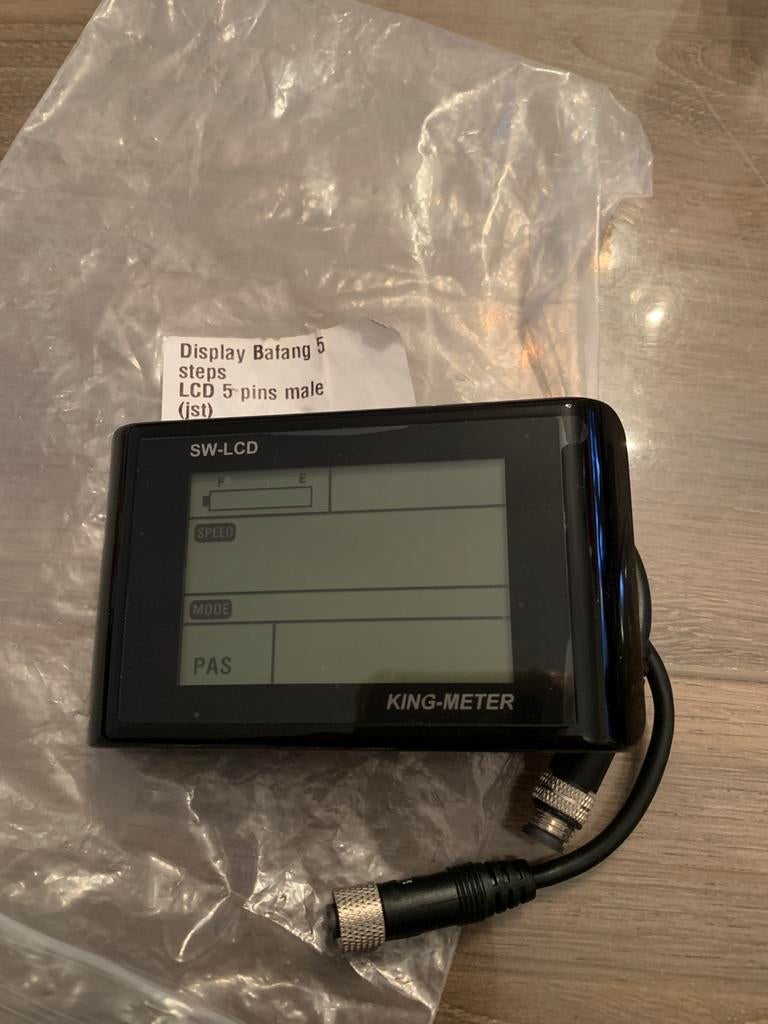 Display Bafang 5
steps
LCD 5 pins male
(jst)
SW-LCD
F E
SPEED
MODE
PAS
KING-METER